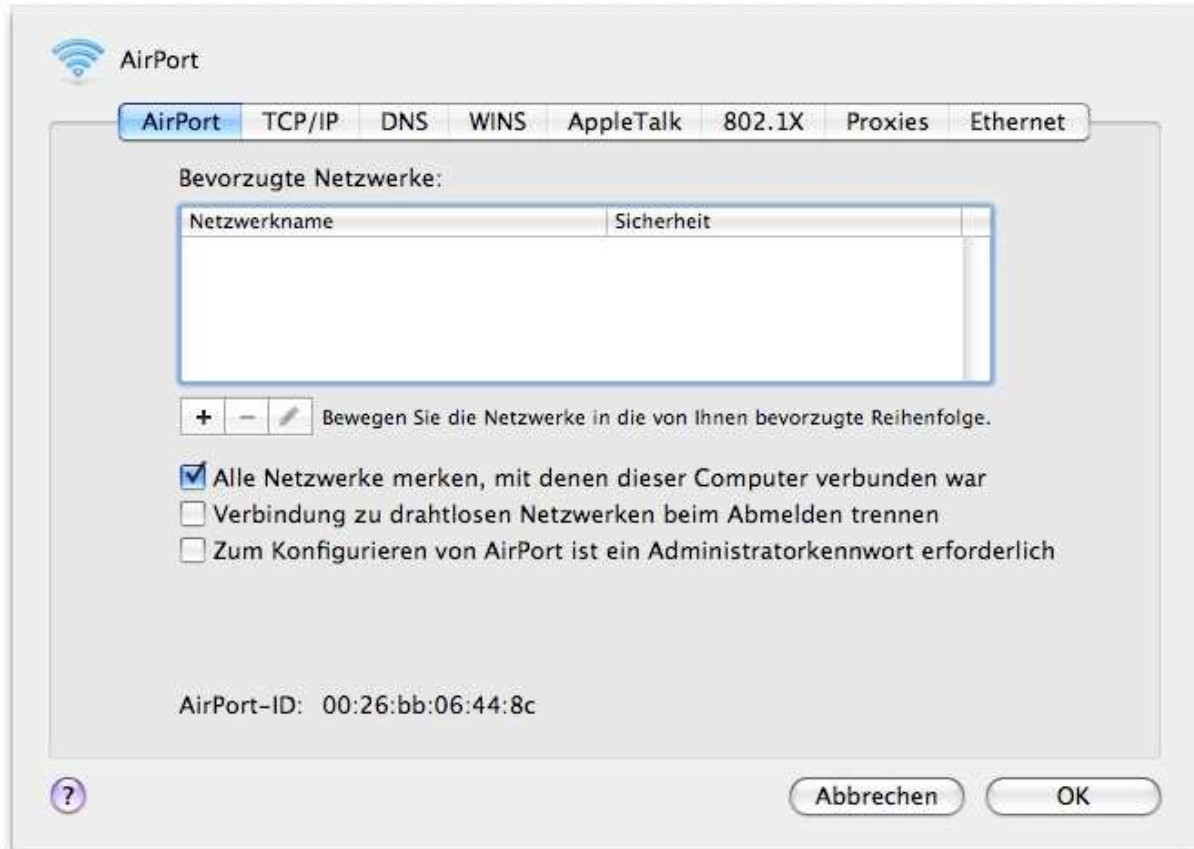 AirPort
AirPort TCP/IP DNS WINS AppleTalk 802.1X Proxies Ethernet
Bevorzugte Netzwerke:
Netzwerkname Sicherheit
+ − Bewegen Sie die Netzwerke in die von Ihnen bevorzugte Reihenfolge.
Alle Netzwerke merken, mit denen dieser Computer verbunden war
Verbindung zu drahtlosen Netzwerken beim Abmelden trennen
Zum Konfigurieren von AirPort ist ein Administratorkennwort erforderlich
AirPort-ID: 00:26:bb:06:44:8c
? Abbrechen OK